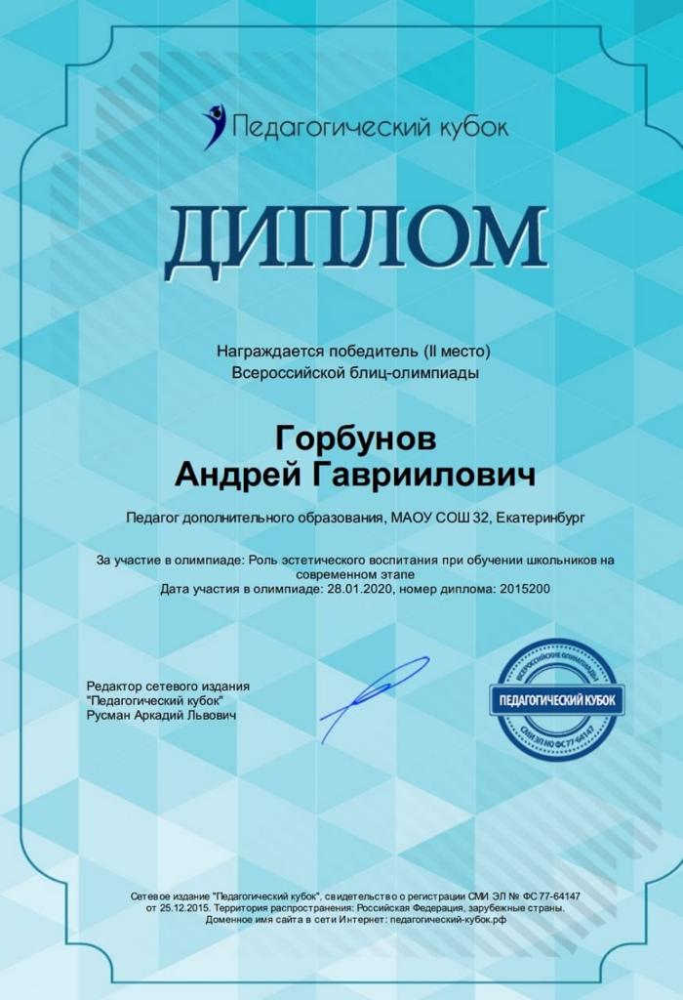 Педагогический кубок
ДИПЛОМ
Награждается победитель (II место)
Всероссийской блиц-олимпиады
Горбунов
Андрей Гавриилович
Педагог дополнительного образования, МАОУ СОШ 32, Екатеринбург
За участие в олимпиаде: Роль эстетического воспитания при обучении школьников на
современном этапе
Дата участия в олимпиаде: 28.01.2020, номер диплома: 2015200
Редактор сетевого издания
"Педагогический кубок"
Русман Аркадий Львович
ВСЕРОССИЙСКИЕ ОЛИМПИАДЫ
ПЕДАГОГИЧЕСКИЙ КУБОК
СМИ ЭЛ НО ФС 77-64147
Сетевое издание "Педагогический кубок", свидетельство о регистрации СМИ ЭЛ № ФС 77-64147
от 25.12.2015. Территория распространения: Российская Федерация, зарубежные страны.
Доменное имя сайта в сети Интернет: педагогический-кубок.рф